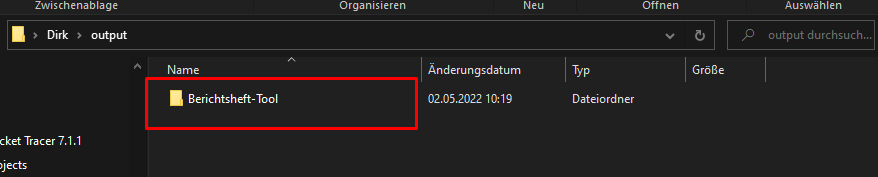 Zwischenablage Organisieren Neu Öffnen Auswählen
Dirk output output durchsuch...
Name Änderungsdatum Typ Größe
Berichtsheft-Tool 02.05.2022 10:19 Dateiordner
cket Tracer 7.1.1
ojects